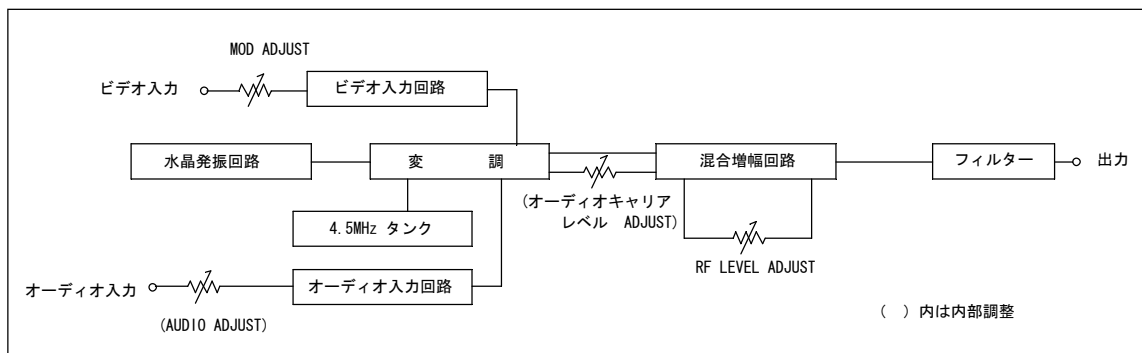 MOD ADJUST
ビデオ入力
ビデオ入力回路
水晶発振回路
変 調
混合増幅回路
フィルター
出力
(オーディオキャリア
レベル ADJUST)
4.5MHz タンク
RF LEVEL ADJUST
オーディオ入力
オーディオ入力回路
(AUDIO ADJUST)
( )内は内部調整